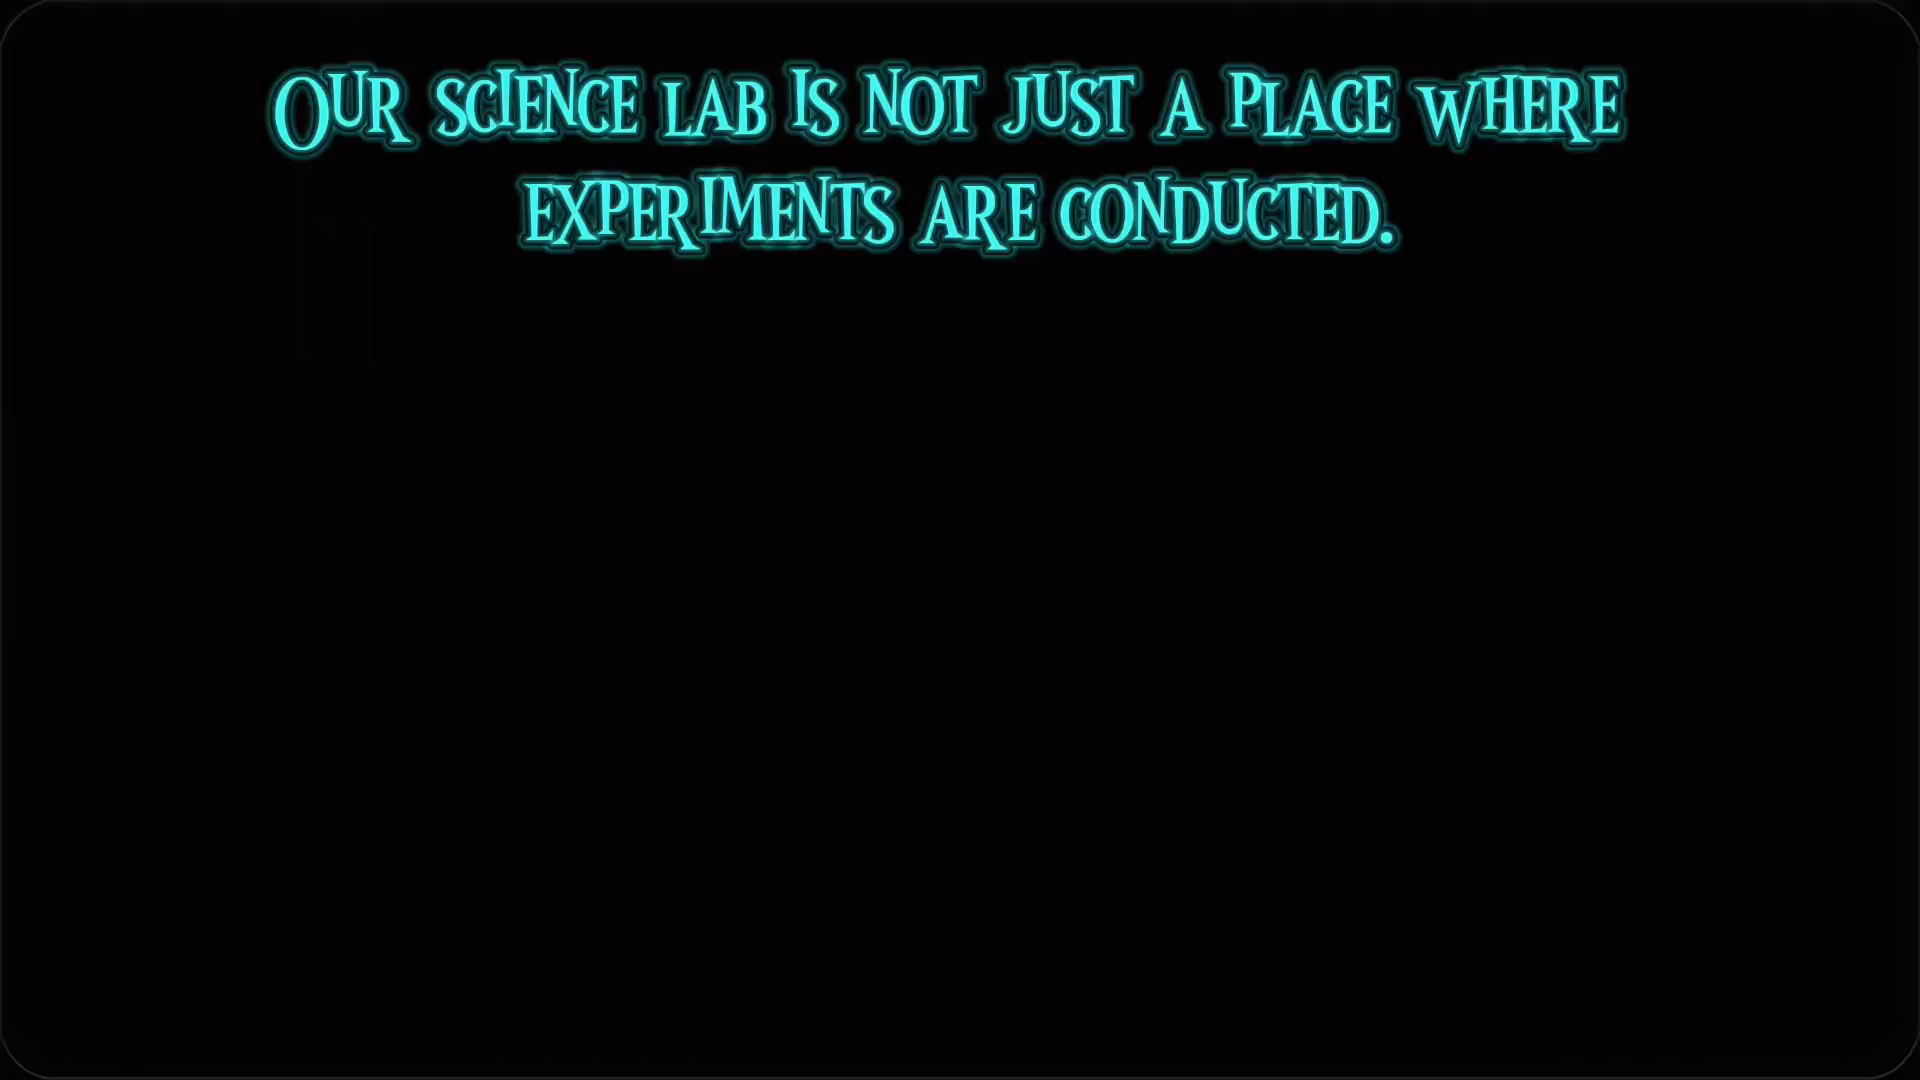 Our science lab is not just a place where
experiments are conducted.